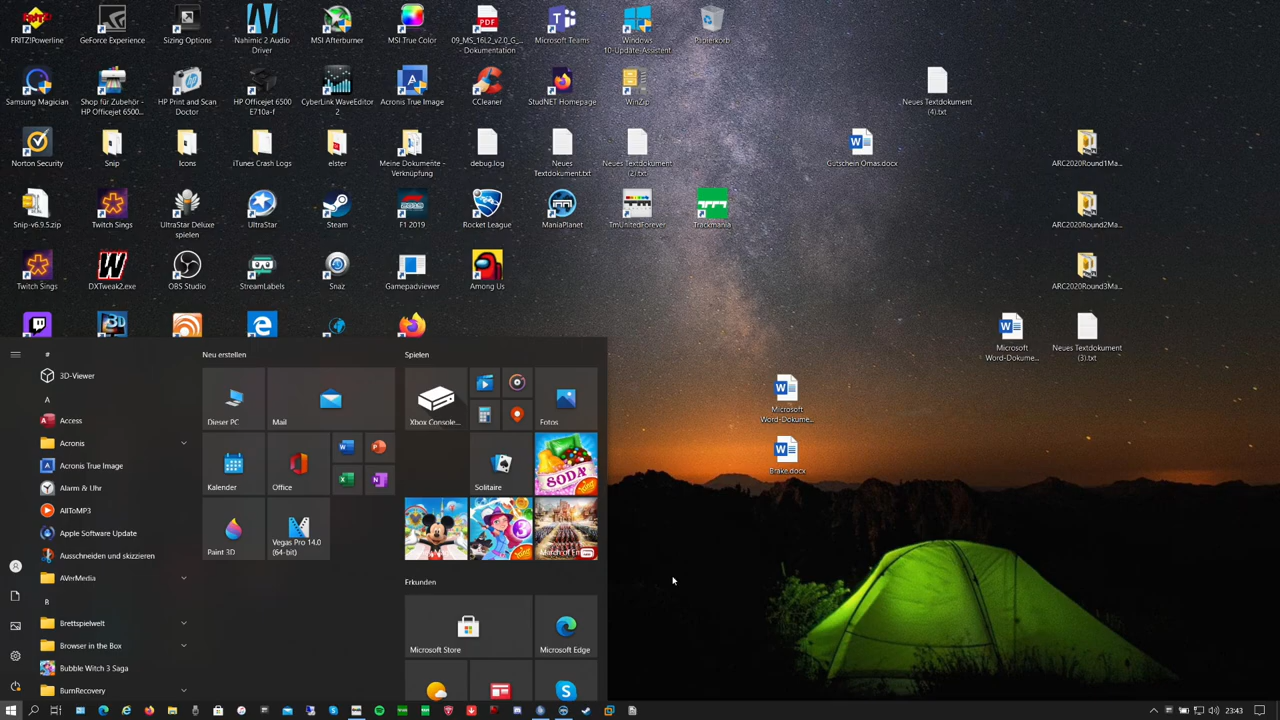 FRITZ!Powerline
GeForce Experience
Sizing Options
Nahimic 2 Audio
Driver
MSI Afterburner
MSI True Color
PDF
09_MS_16L2_v2.0_G_...
- Dokumentation
Microsoft Teams
Windows
10-Update-Assistent
Papierkorb
Samsung Magician
Shop für Zubehör -
HP Officejet 6500...
HP Print and Scan
Doctor
HP Officejet 6500
E710a-f
CyberLink WaveEditor
2
Acronis True Image
CCleaner
StudNET Homepage
WinZip
Neues Textdokument
(4).txt
Norton Security
Snip
Icons
iTunes Crash Logs
elster
Meine Dokumente -
Verknüpfung
debug.log
Neues
Textdokument.txt
Neues Textdokument
(2).txt
Gutschein Omas.docx
ARC2020Round1Ma...
Snip-v6.9.5.zip
Twitch Sings
UltraStar Deluxe
spielen
UltraStar
Steam
F1 2019
Rocket League
ManiaPlanet
TmUnitedForever
Trackmania
ARC2020Round2Ma...
Twitch Sings
DXTweak2.exe
OBS Studio
StreamLabels
Snaz
Gamepadviewer
Among Us
ARC2020Round3Ma...
Microsoft
Word-Dokume...
Neues Textdokument
(3).txt
Microsoft
Word-Dokume...
Brake.docx
#
3D-Viewer
A
Access
Acronis
Acronis True Image
Alarm & Uhr
AllToMP3
Apple Software Update
Ausschneiden und skizzieren
AVerMedia
B
Brettspielwelt
Browser in the Box
Bubble Witch 3 Saga
BurnRecovery
Neu erstellen
Dieser PC
Mail
Kalender
Office
Paint 3D
Vegas Pro 14.0
(64-bit)
Spielen
Xbox Console...
Fotos
Solitaire
SODA
March of Em
Erkunden
Microsoft Store
Microsoft Edge
23:43